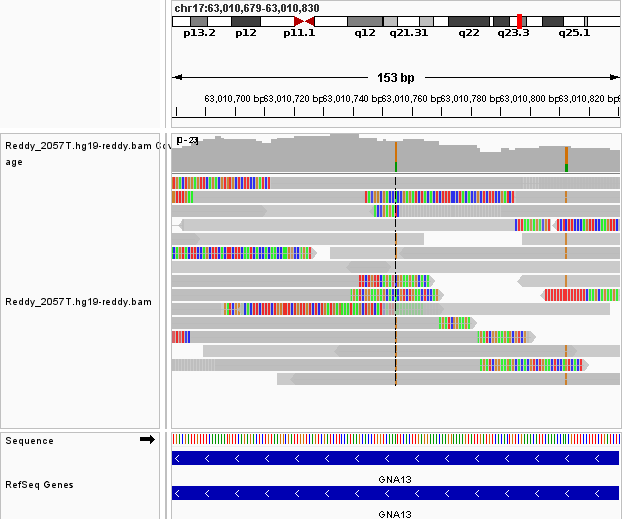 chr17:63,010,679-63,010,830
p13.2 p12 p11.1 q12 q21.31 q22 q23.3 q25.1
153 bp
63,010,700 bp 63,010,720 bp 63,010,740 bp 63,010,760 bp 63,010,780 bp 63,010,800 bp 63,010,820 bp
Reddy_2057T.hg19-reddy.bam Cov
age
Reddy_2057T.hg19-reddy.bam
Sequence
GNA13
RefSeq Genes
GNA13